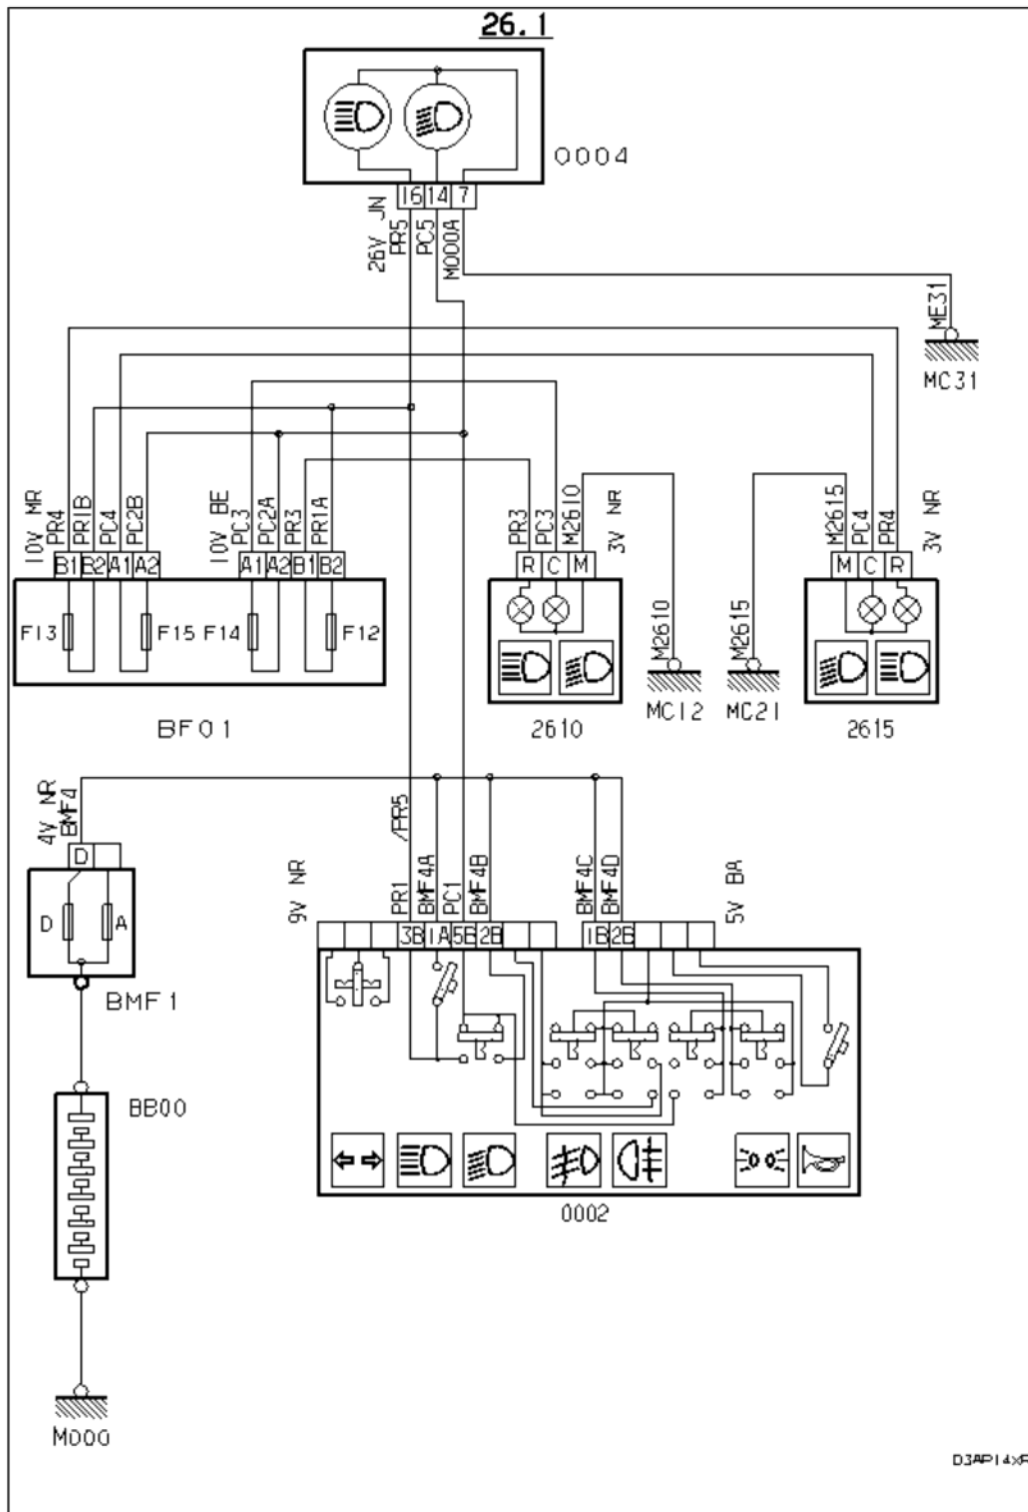 26.1
0004
16 14 7
26V JN
PR5
PC5
M000A
ME31
MC31
10V MR
PR4
PR1B
PC4
PC2B
10V BE
PC3
PC2A
PR3
PR1A
PR3
PC3
M2610
3V NR
M2615
PC4
PR4
3V NR
B1 B2 A1 A2
A1 A2 B1 B2
R C M
M C R
F13
F15
F14
F12
M2610
M2615
MC12
MC21
BF01
2610
2615
4V NR
BMF4
D
/PR5
9V NR
PR1
BMF4A
PC1
BMF4B
BMF4C
BMF4D
5V BA
3B 1A 5B 2B
1B 2B
D
A
BMF1
BB00
0002
M000